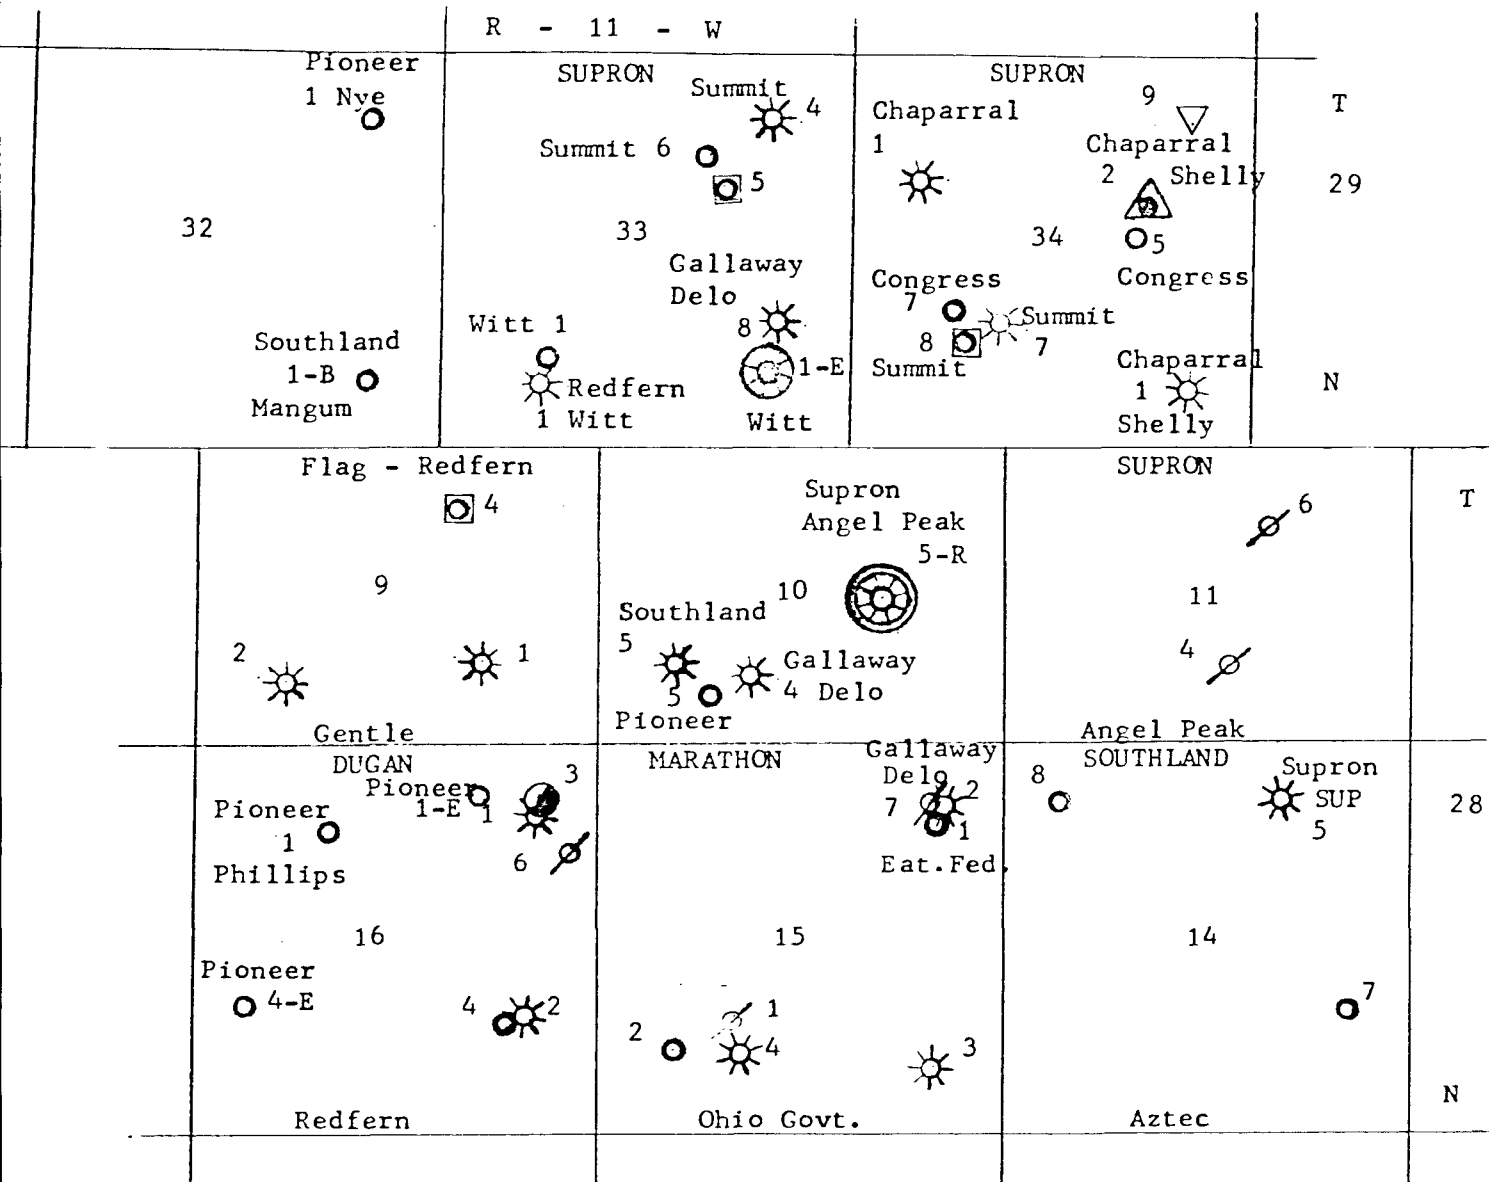 R - 11 - W
Pioneer
1 Nye
SUPRON
Summit
4
Summit 6
5
33
Gallaway
Delo
8
Witt 1
Redfern
1 Witt
1-E
Witt
32
Southland
1-B
Mangum
SUPRON
Chaparral
1
9
Chaparral
2 Shelly
34
5
Congress
Congress
7
Summit
7
8
Summit
Chaparral
1
Shelly
T
29
N
Flag - Redfern
4
9
2
1
Gentle
Supron
Angel Peak
5-R
10
Southland
5
Gallaway
4 Delo
5
Pioneer
SUPRON
6
11
4
Angel Peak
T
DUGAN
3
Pioneer
1-E 1
Pioneer
1
Phillips
6
16
Pioneer
4-E
4
2
Redfern
MARATHON
Gallaway
Delo
2
7
1
Eat.Fed.
15
1
2
4
3
Ohio Govt.
SOUTHLAND
8
Supron
SUP
5
14
7
Aztec
28
N